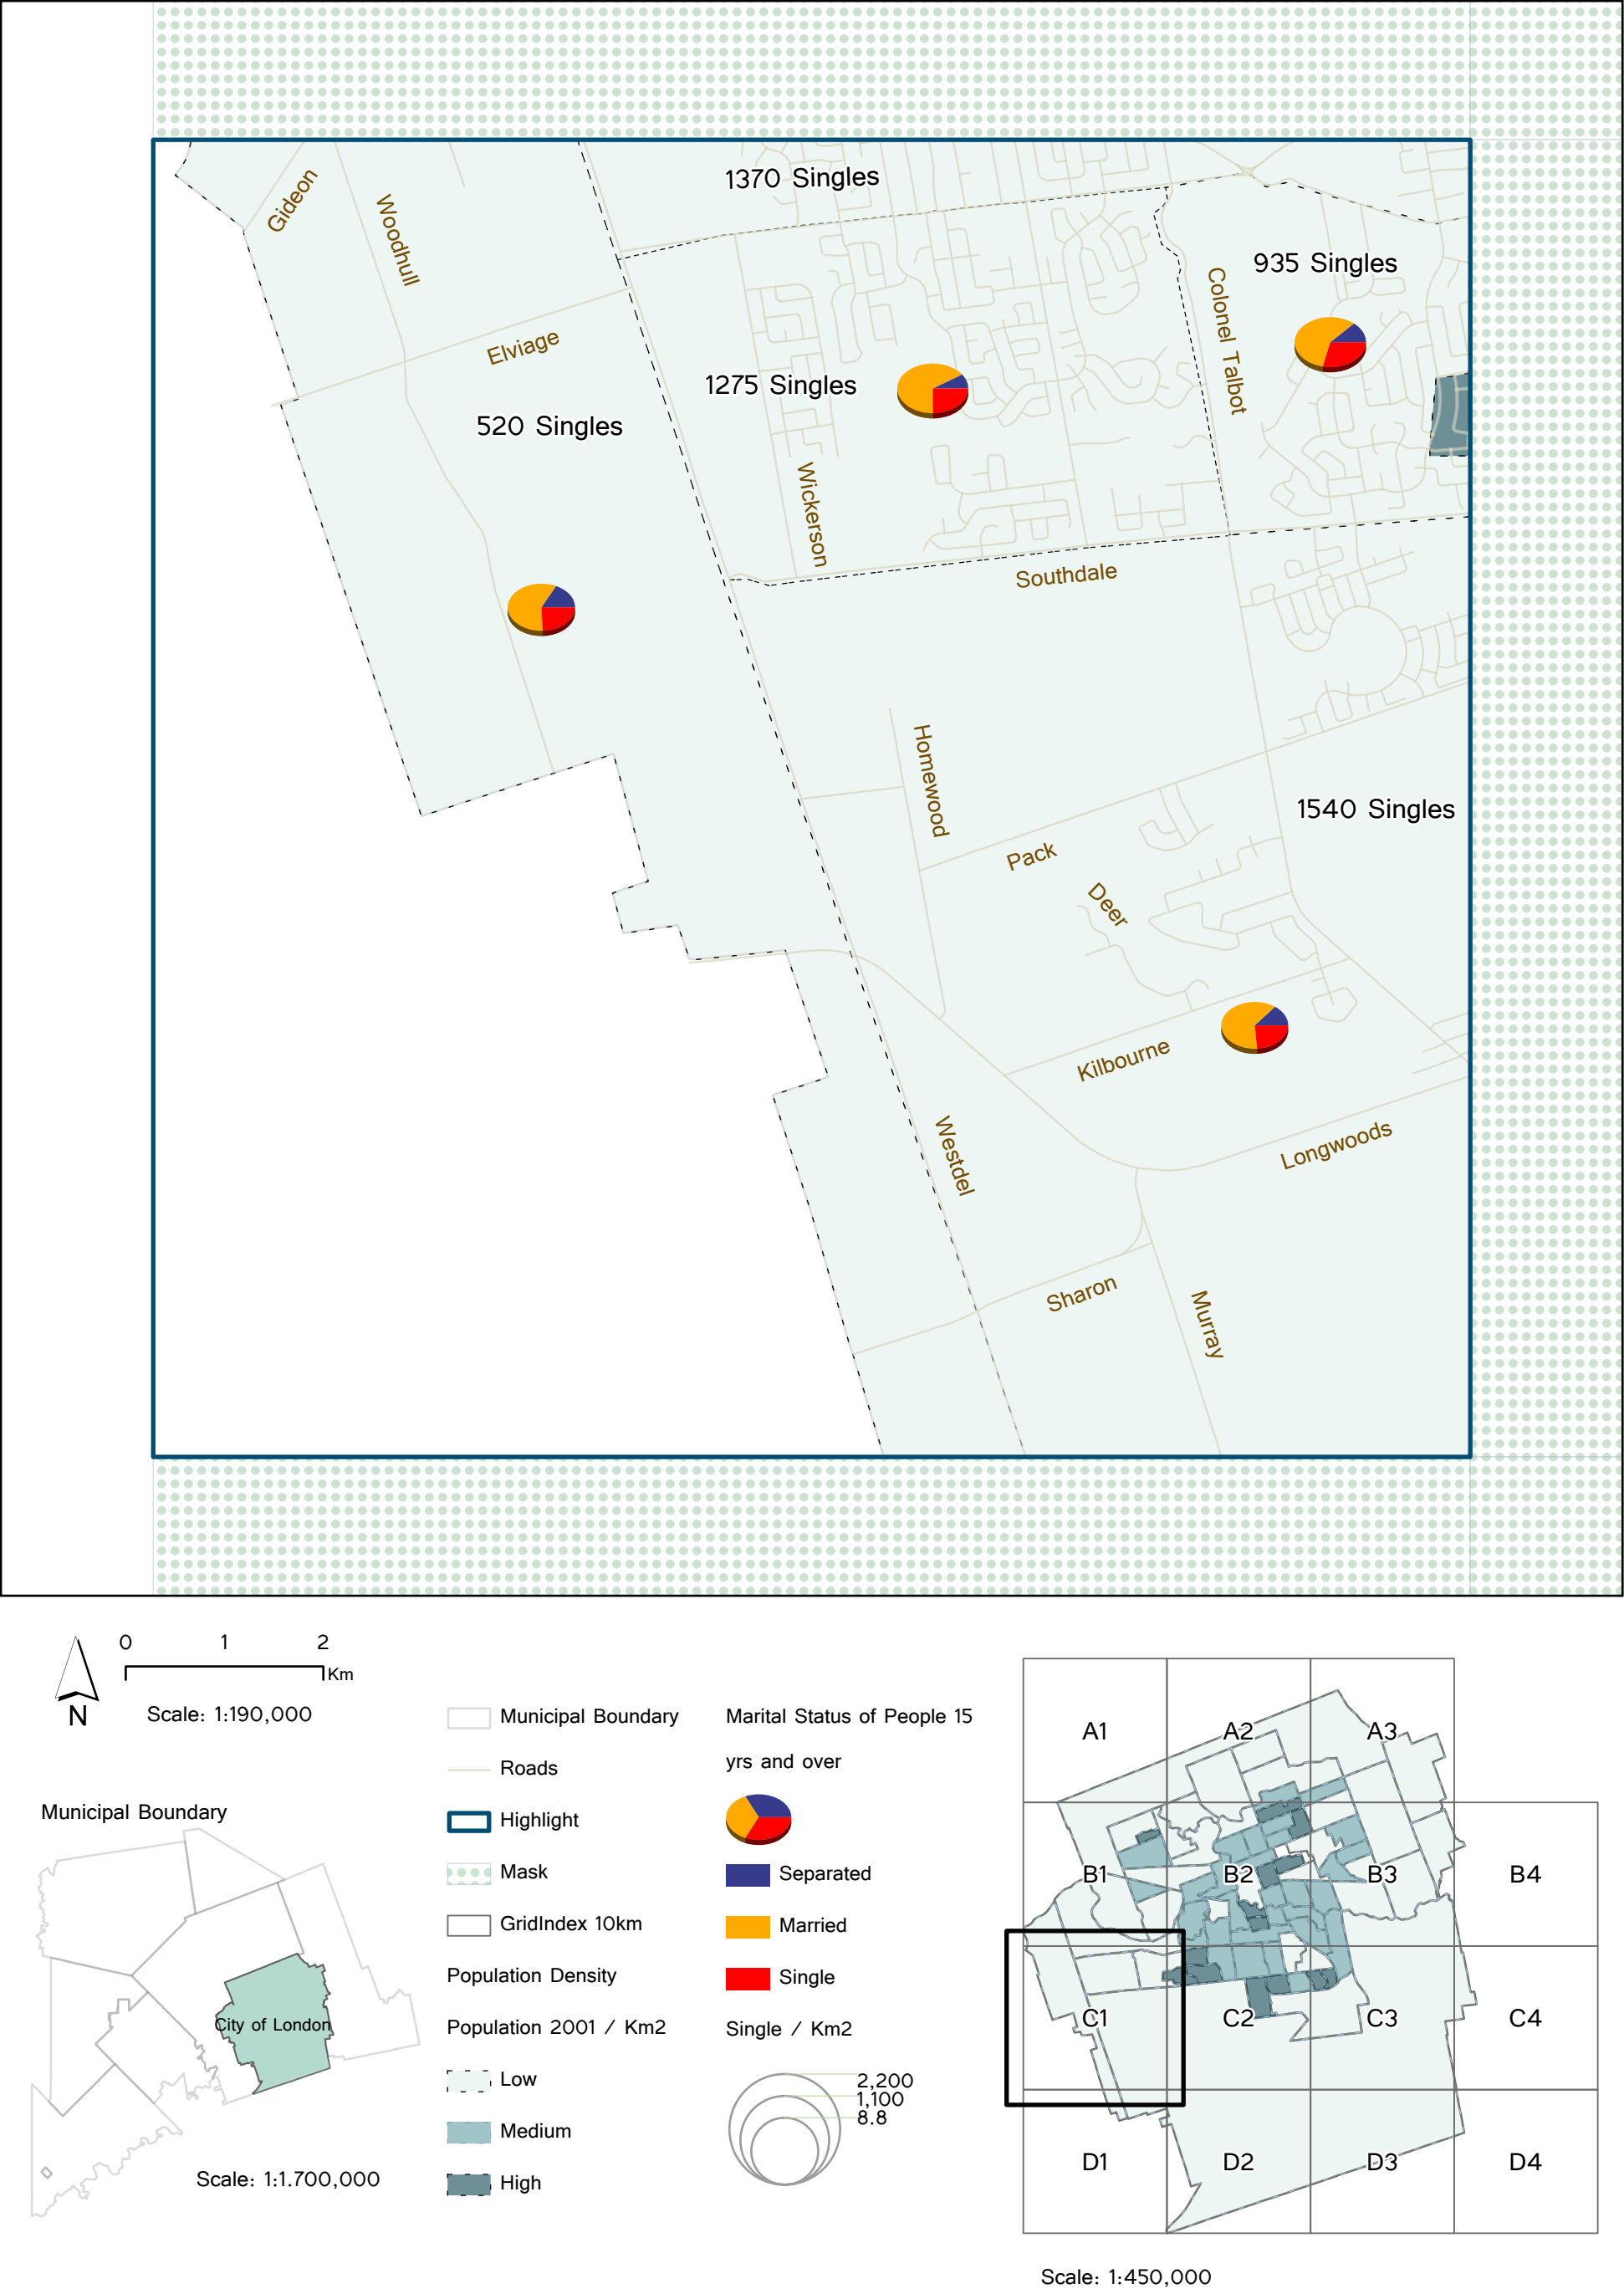 1370 Singles
Gideon
Woodhull
935 Singles
Colonel Talbot
Elviage
1275 Singles
520 Singles
Wickerson
Southdale
Homewood
1540 Singles
Pack
Deer
Kilbourne
Westdel
Longwoods
Sharon
Murray
0 1 2
Km
N
Scale: 1:190,000
Municipal Boundary
City of London
Scale: 1:1.700,000
Municipal Boundary
Roads
Highlight
Mask
GridIndex 10km
Population Density
Population 2001 / Km2
Low
Medium
High
Marital Status of People 15
yrs and over
Separated
Married
Single
Single / Km2
2,200
1,100
8.8
A1 A2 A3
B1 B2 B3 B4
C1 C2 C3 C4
D1 D2 D3 D4
Scale: 1:450,000